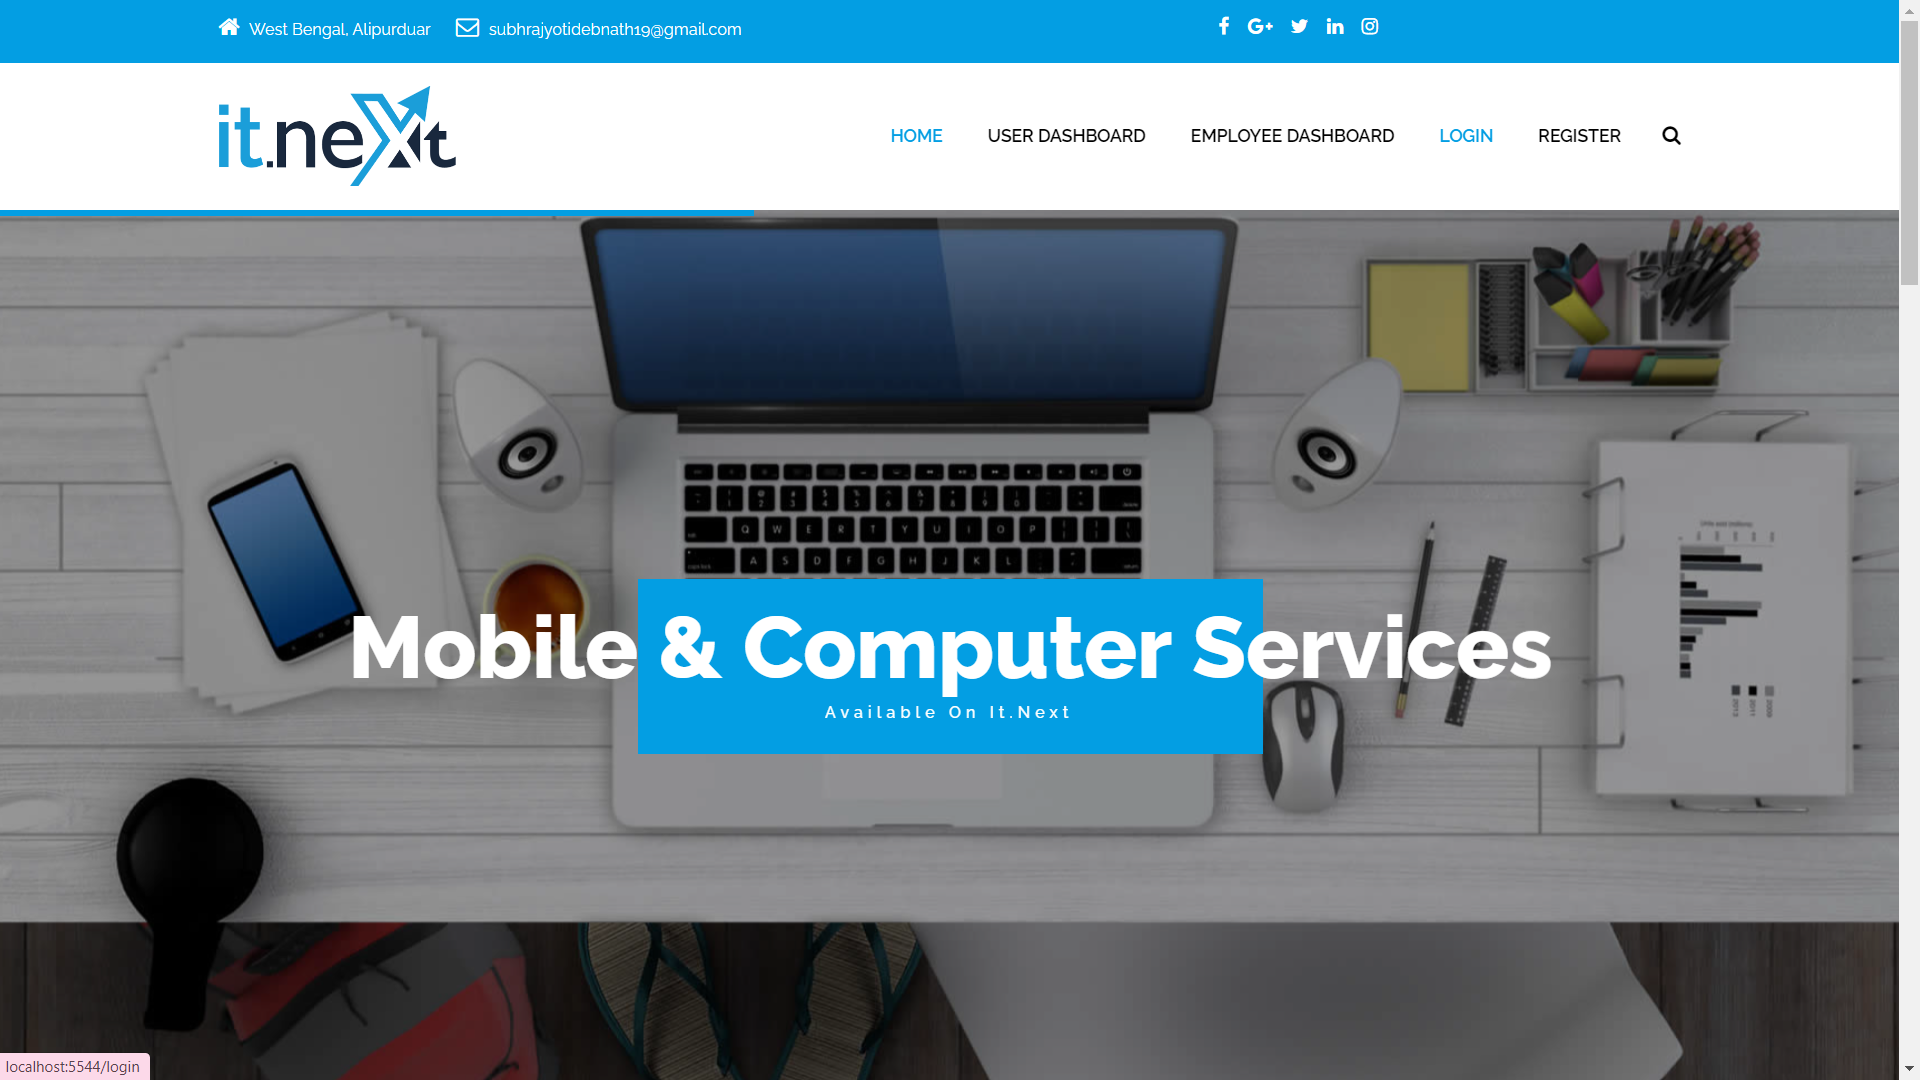 West Bengal, Alipurduar
subhrajyotidebnath19@gmail.com
it.next
HOME
USER DASHBOARD
EMPLOYEE DASHBOARD
LOGIN
REGISTER
Mobile & Computer Services
Available On It.Next
localhost:5544/login